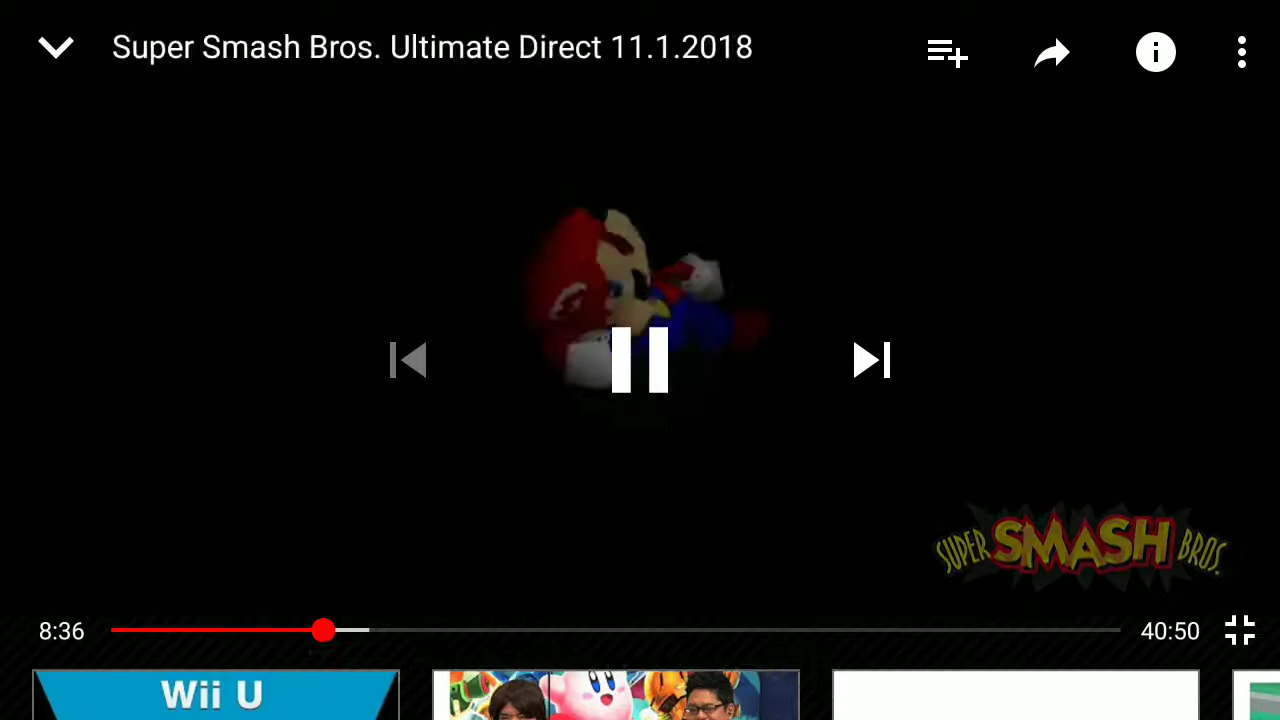 Super Smash Bros. Ultimate Direct 11.1.2018
SUPER SMASH BROS.
8:36
40:50
Wii U